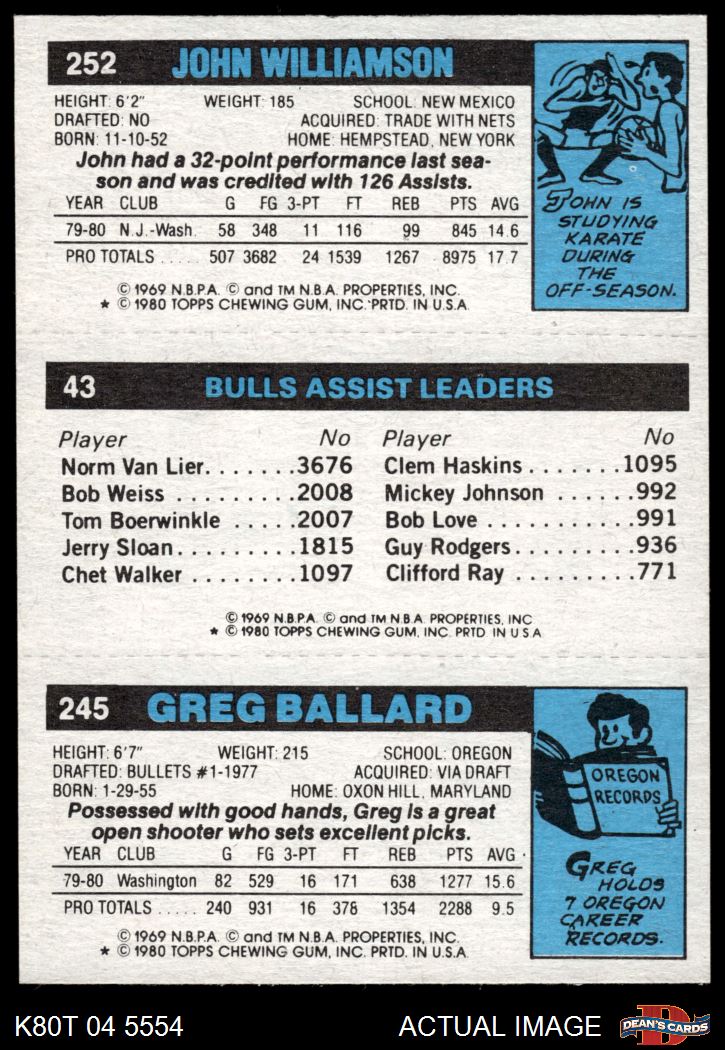 252 JOHN WILLIAMSON
HEIGHT: 6'2" WEIGHT: 185 SCHOOL: NEW MEXICO
DRAFTED: NO ACQUIRED: TRADE WITH NETS
BORN: 11-10-52 HOME: HEMPSTEAD, NEW YORK
John had a 32-point performance last sea-
son and was credited with 126 Assists.
YEAR CLUB G FG 3-PT FT REB PTS AVG
79-80 N.J.-Wash. 58 348 11 116 99 845 14.6
PRO TOTALS ..... 507 3682 24 1539 1267 8975 17.7
© 1969 N.B.P.A. © and TM N.B.A. PROPERTIES, INC.
* © 1980 TOPPS CHEWING GUM, INC. PRTD. IN U.S.A.
JOHN IS
STUDYING
KARATE
DURING
THE
OFF-SEASON.
43 BULLS ASSIST LEADERS
Player No Player No
Norm Van Lier.......3676 Clem Haskins.......1095
Bob Weiss ........2008 Mickey Johnson ......992
Tom Boerwinkle .....2007 Bob Love ..........991
Jerry Sloan.........1815 Guy Rodgers.........936
Chet Walker ........1097 Clifford Ray .........771
© 1969 N.B.P.A. © and TM N.B.A. PROPERTIES, INC
* © 1980 TOPPS CHEWING GUM, INC. PRTD. IN U.S.A.
245 GREG BALLARD
HEIGHT: 6'7" WEIGHT: 215 SCHOOL: OREGON
DRAFTED: BULLETS #1-1977 ACQUIRED: VIA DRAFT
BORN: 1-29-55 HOME: OXON HILL, MARYLAND
Possessed with good hands, Greg is a great
open shooter who sets excellent picks.
YEAR CLUB G FG 3-PT FT REB PTS AVG
79-80 Washington 82 529 16 171 638 1277 15.6
PRO TOTALS ..... 240 931 16 378 1354 2288 9.5
© 1969 N.B.P.A. © and TM N.B.A. PROPERTIES, INC.
* © 1980 TOPPS CHEWING GUM, INC. PRTD. IN U.S.A.
OREGON
RECORDS
GREG
HOLDS
7 OREGON
CAREER
RECORDS.
K80T 04 5554 ACTUAL IMAGE
D
DEAN'S CARDS